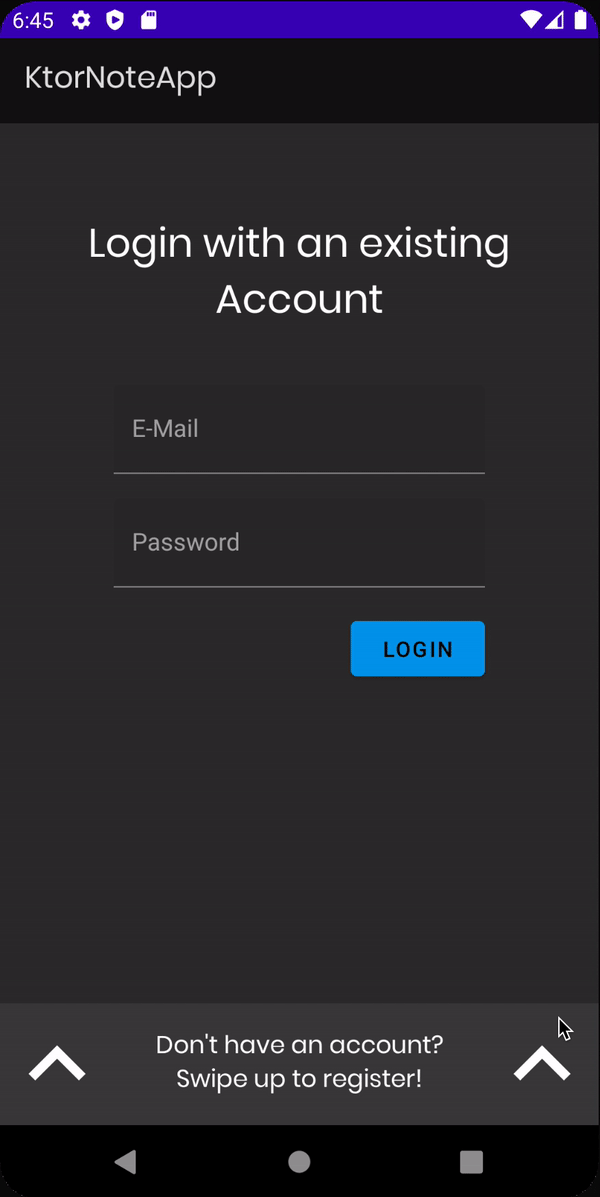 6:45
KtorNoteApp
Login with an existing
Account
E-Mail
Password
LOGIN
Don't have an account?
Swipe up to register!